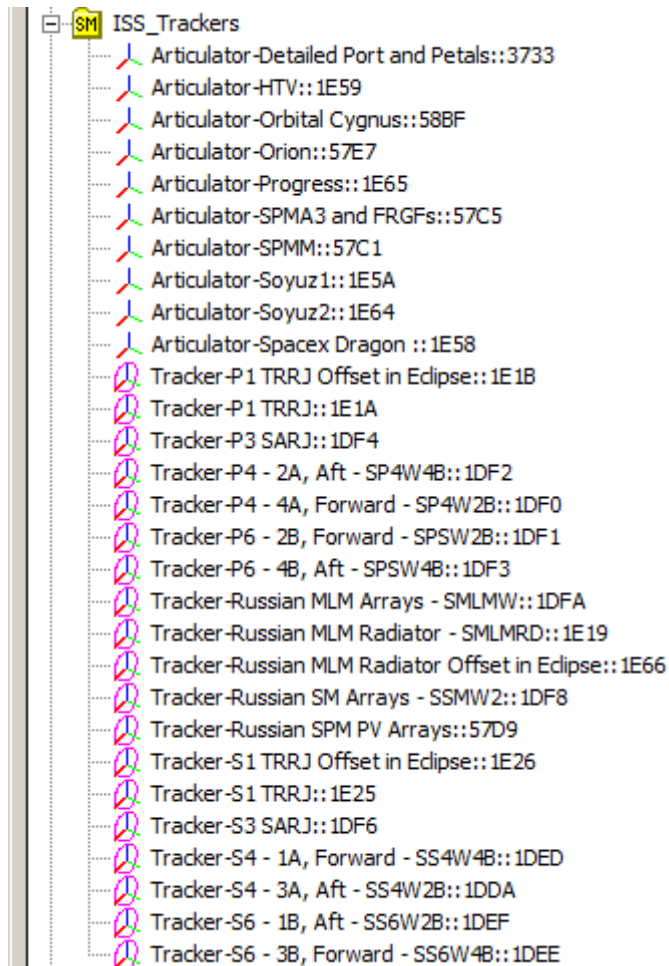 SM ISS_Trackers
Articulator-Detailed Port and Petals::3733
Articulator-HTV::1E59
Articulator-Orbital Cygnus::58BF
Articulator-Orion::57E7
Articulator-Progress::1E65
Articulator-SPMA3 and FRGFs::57C5
Articulator-SPMM::57C1
Articulator-Soyuz1::1E5A
Articulator-Soyuz2::1E64
Articulator-Spacex Dragon ::1E58
Tracker-P1 TRRJ Offset in Eclipse::1E1B
Tracker-P1 TRRJ::1E1A
Tracker-P3 SARJ::1DF4
Tracker-P4 - 2A, Aft - SP4W4B::1DF2
Tracker-P4 - 4A, Forward - SP4W2B::1DF0
Tracker-P6 - 2B, Forward - SPSW2B::1DF1
Tracker-P6 - 4B, Aft - SPSW4B::1DF3
Tracker-Russian MLM Arrays - SMLMW::1DFA
Tracker-Russian MLM Radiator - SMLMRD::1E19
Tracker-Russian MLM Radiator Offset in Eclipse::1E66
Tracker-Russian SM Arrays - SSMW2::1DF8
Tracker-Russian SPM PV Arrays::57D9
Tracker-S1 TRRJ Offset in Eclipse::1E26
Tracker-S1 TRRJ::1E25
Tracker-S3 SARJ::1DF6
Tracker-S4 - 1A, Forward - SS4W4B::1DED
Tracker-S4 - 3A, Aft - SS4W2B::1DDA
Tracker-S6 - 1B, Aft - SS6W2B::1DEF
Tracker-S6 - 3B, Forward - SS6W4B::1DEE